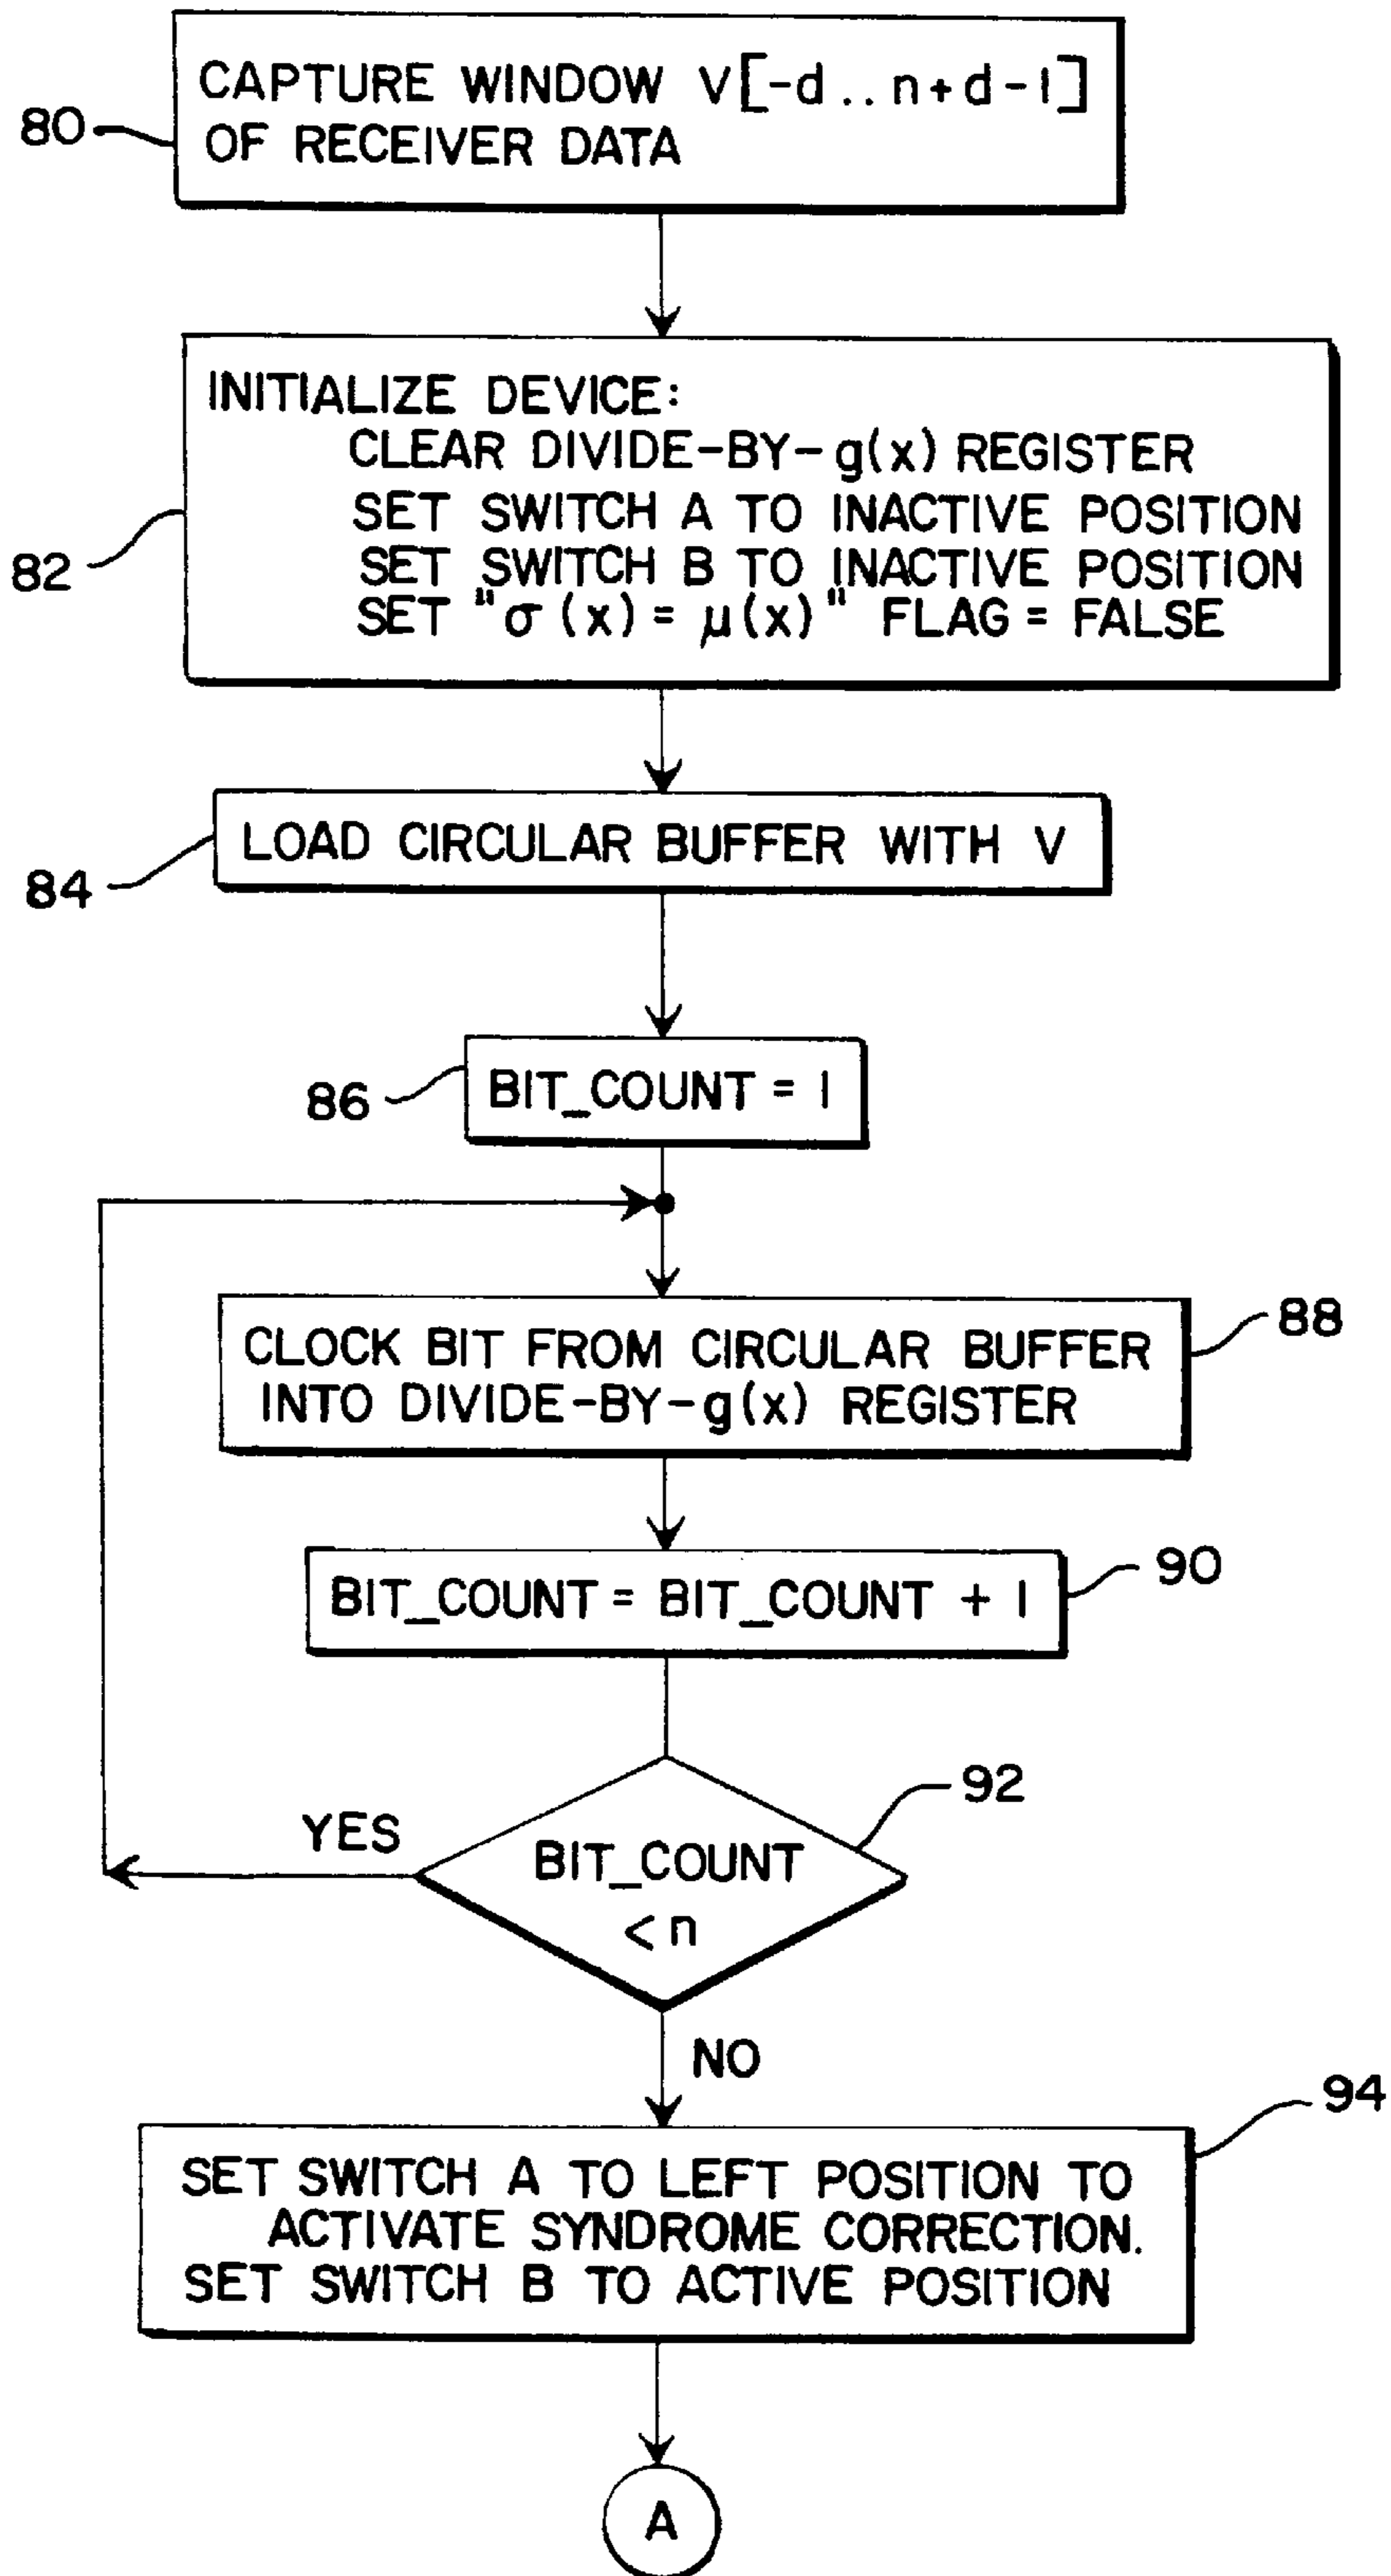 80
CAPTURE WINDOW V[-d .. n+d-1]
OF RECEIVER DATA
82
INITIALIZE DEVICE:
CLEAR DIVIDE-BY-g(x) REGISTER
SET SWITCH A TO INACTIVE POSITION
SET SWITCH B TO INACTIVE POSITION
SET "σ(x) = μ(x)" FLAG = FALSE
84
LOAD CIRCULAR BUFFER WITH V
86
BIT_COUNT = 1
88
CLOCK BIT FROM CIRCULAR BUFFER
INTO DIVIDE-BY-g(x) REGISTER
90
BIT_COUNT = BIT_COUNT + 1
92
YES
BIT_COUNT
< n
NO
94
SET SWITCH A TO LEFT POSITION TO
ACTIVATE SYNDROME CORRECTION.
SET SWITCH B TO ACTIVE POSITION
A